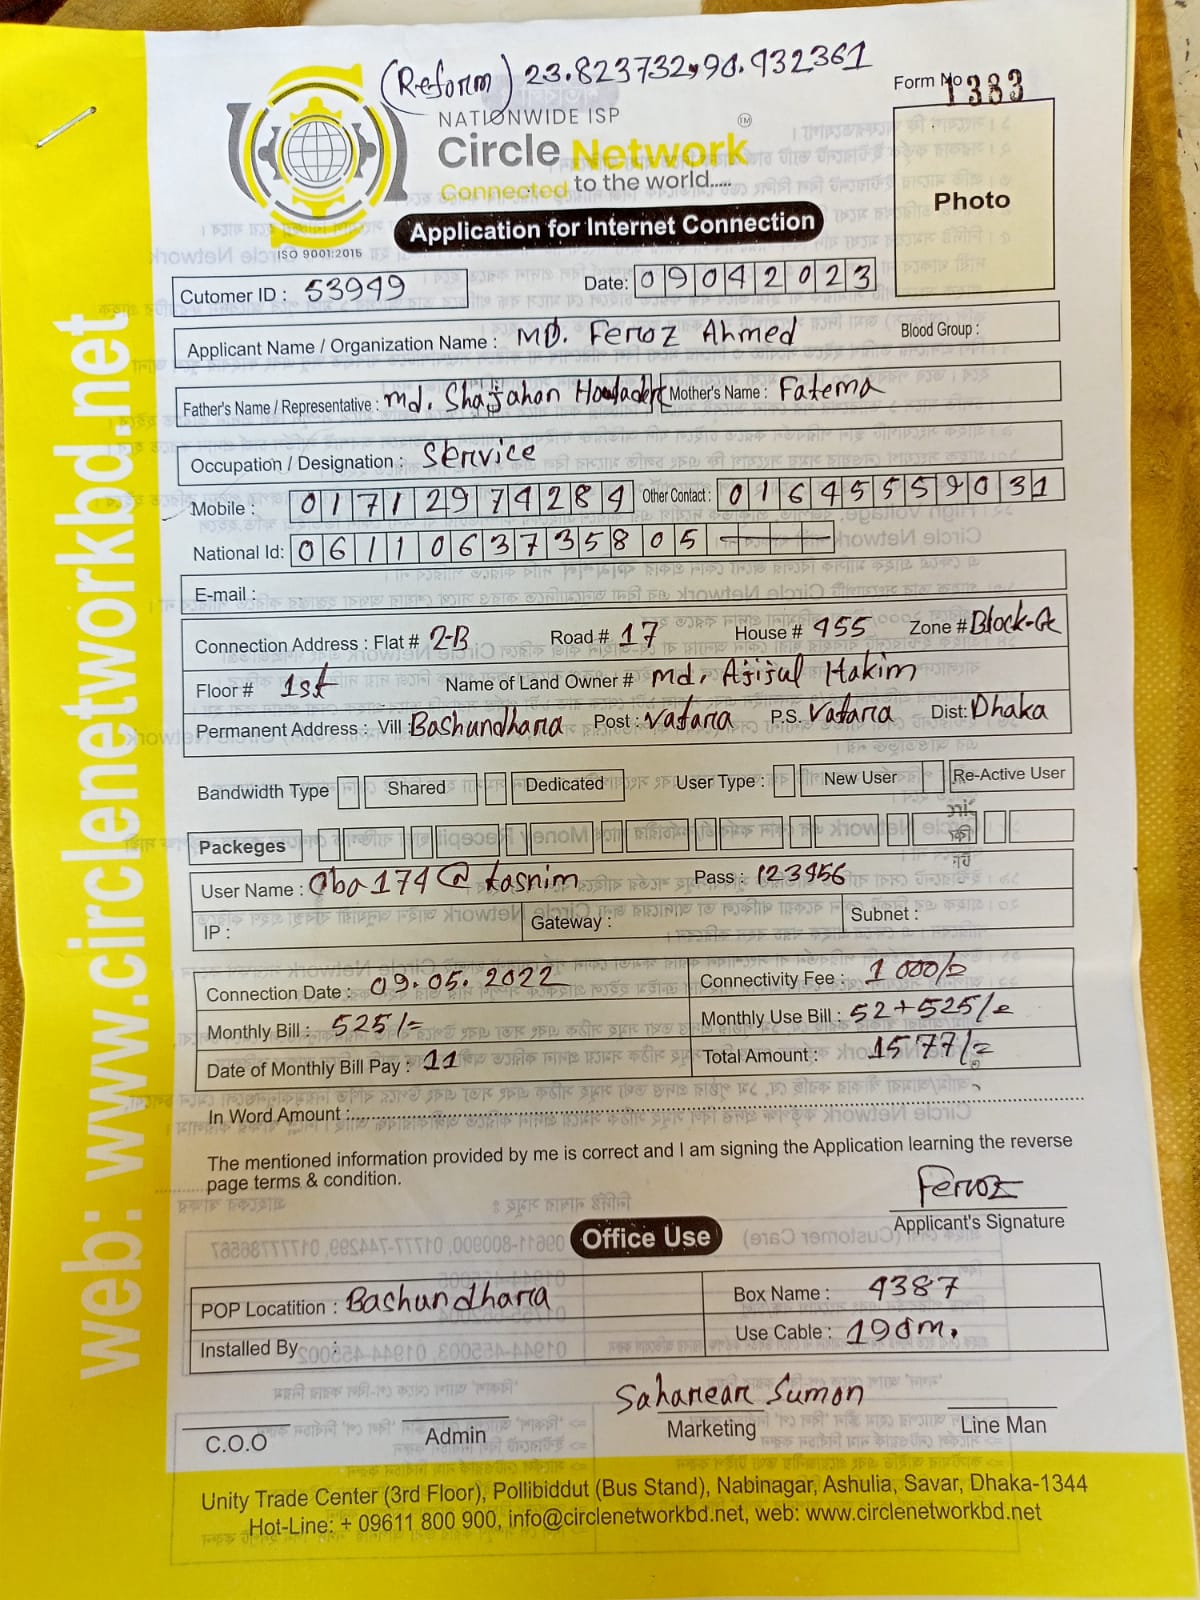 (Reform) 23.823732,90.432361
Form No 1383
NATIONWIDE ISP
Circle Network TM
Connected to the world.....
ISO 9001:2015
Application for Internet Connection
Photo
Cutomer ID : 53949
Date: 09042023
Applicant Name / Organization Name : MD. Feroz Ahmed Blood Group :
Father's Name / Representative : md. Shajahan Mother's Name : Fatema
Occupation / Designation : Service
Mobile : 01712974284 Other Contact : 01645559031
National Id: 0611063735805
E-mail :
Connection Address : Flat # 2-B Road # 17 House # 455 Zone # Block-G
Floor # 1st Name of Land Owner # md. Ajijul Hakim
Permanent Address : Vill Bashundhara Post : Vatara P.S. Vatara Dist: Dhaka
Bandwidth Type Shared Dedicated User Type : New User Re-Active User
Packeges
User Name : aba174@tasnim Pass : 123456
IP : Gateway : Subnet :
Connection Date : 09.05.2022 Connectivity Fee : 1000/=
Monthly Bill : 525/= Monthly Use Bill : 52+525/=
Date of Monthly Bill Pay : 11 Total Amount : 1577/=
In Word Amount :
The mentioned information provided by me is correct and I am signing the Application learning the reverse
page terms & condition.
Feroz
Applicant's Signature
Office Use
POP Locatition : Bashundhara Box Name : 4387
Installed By : Use Cable : 190m.
Sumon
C.O.O Admin Marketing Line Man
Unity Trade Center (3rd Floor), Pollibiddut (Bus Stand), Nabinagar, Ashulia, Savar, Dhaka-1344
Hot-Line: + 09611 800 900, info@circlenetworkbd.net, web: www.circlenetworkbd.net
web: www.circlenetworkbd.net